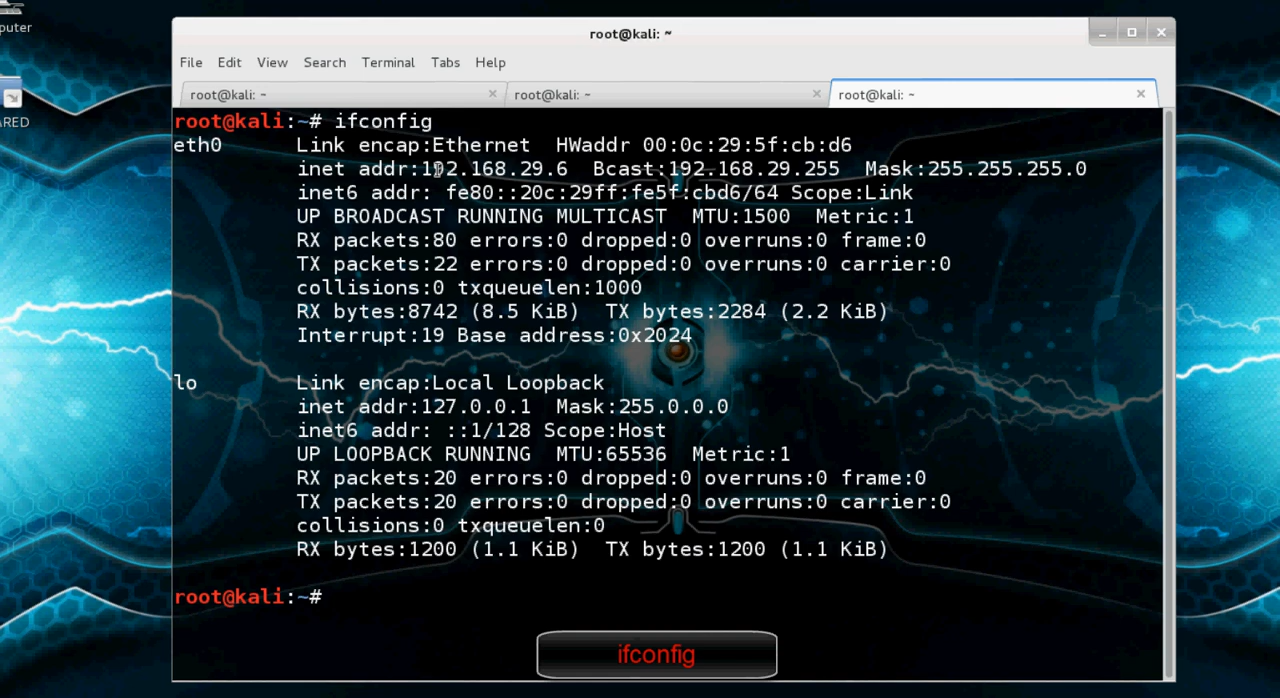 puter
ARED
root@kali: ~
File Edit View Search Terminal Tabs Help
root@kali: ~ root@kali: ~ root@kali: ~
root@kali:~# ifconfig
eth0 Link encap:Ethernet HWaddr 00:0c:29:5f:cb:d6
inet addr:192.168.29.6 Bcast:192.168.29.255 Mask:255.255.255.0
inet6 addr: fe80::20c:29ff:fe5f:cbd6/64 Scope:Link
UP BROADCAST RUNNING MULTICAST MTU:1500 Metric:1
RX packets:80 errors:0 dropped:0 overruns:0 frame:0
TX packets:22 errors:0 dropped:0 overruns:0 carrier:0
collisions:0 txqueuelen:1000
RX bytes:8742 (8.5 KiB) TX bytes:2284 (2.2 KiB)
Interrupt:19 Base address:0x2024
lo Link encap:Local Loopback
inet addr:127.0.0.1 Mask:255.0.0.0
inet6 addr: ::1/128 Scope:Host
UP LOOPBACK RUNNING MTU:65536 Metric:1
RX packets:20 errors:0 dropped:0 overruns:0 frame:0
TX packets:20 errors:0 dropped:0 overruns:0 carrier:0
collisions:0 txqueuelen:0
RX bytes:1200 (1.1 KiB) TX bytes:1200 (1.1 KiB)
root@kali:~#
ifconfig